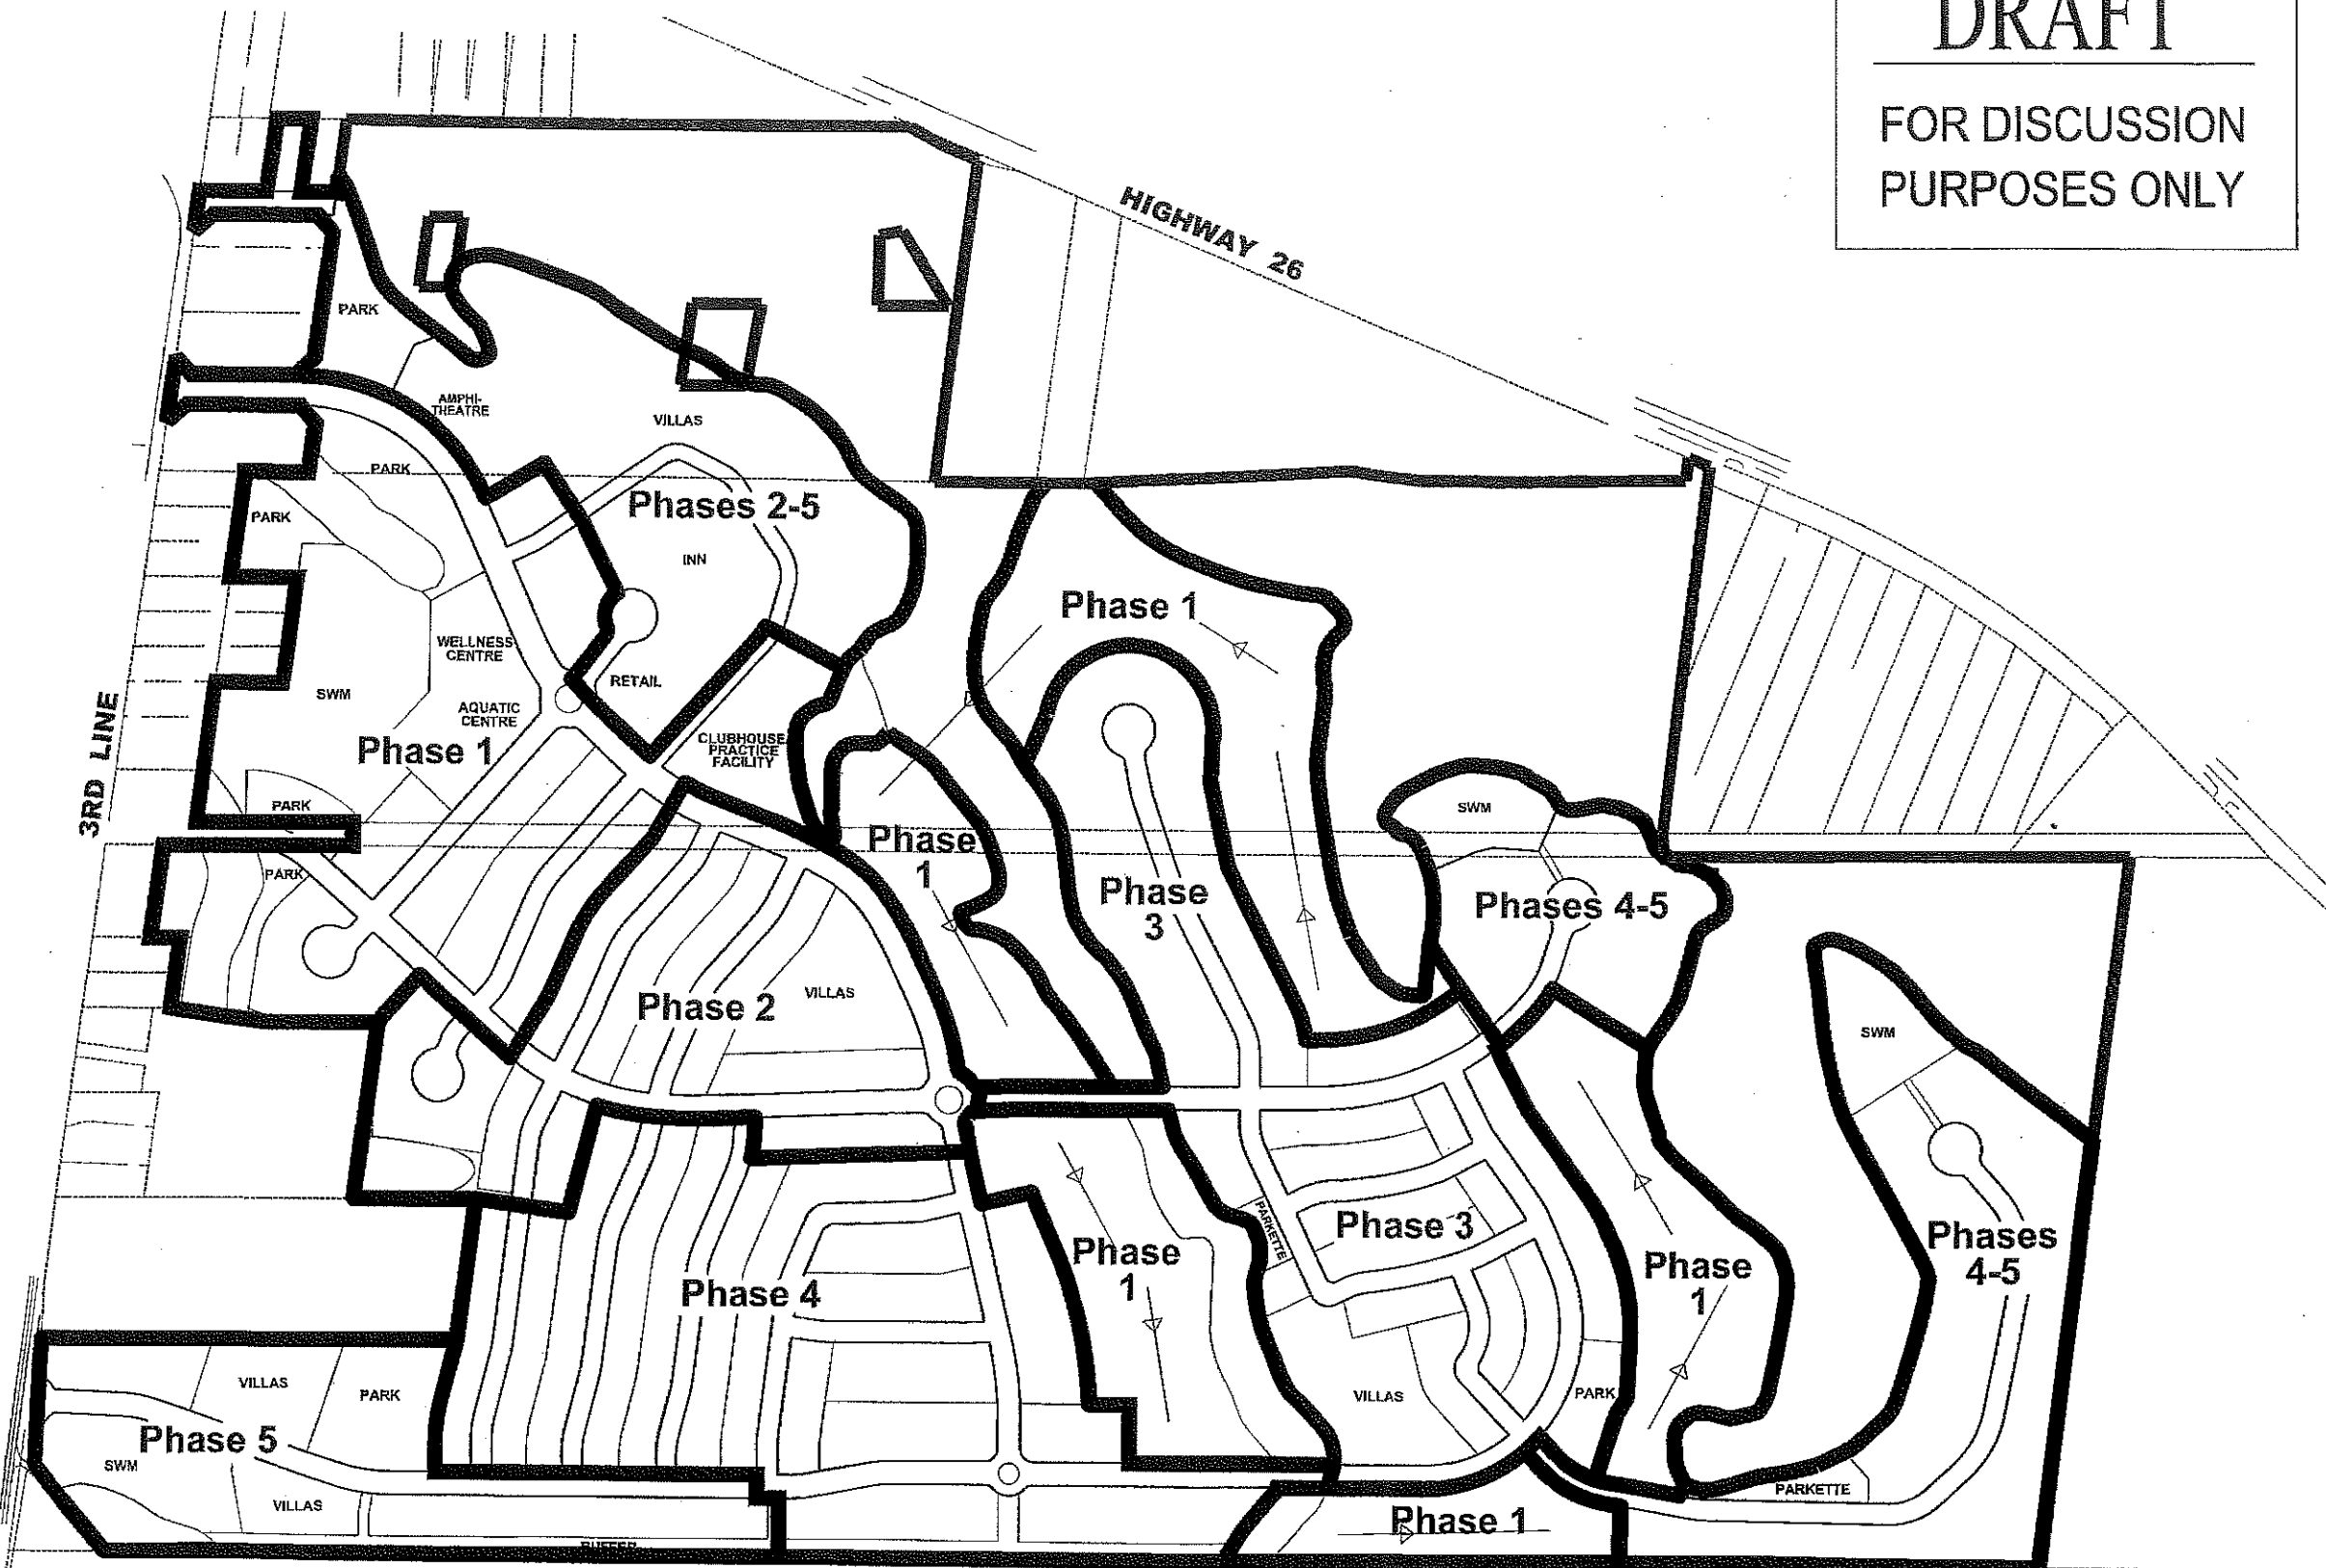 DRAFT
FOR DISCUSSION
PURPOSES ONLY
HIGHWAY 26
PARK
AMPHI-
THEATRE
VILLAS
PARK
Phases 2-5
PARK
INN
Phase 1
WELLNESS
CENTRE
RETAIL
SWM
AQUATIC
CENTRE
3RD LINE
Phase 1
CLUBHOUSE
PRACTICE
FACILITY
PARK
SWM
Phase
1
PARK
Phase
3
Phases 4-5
VILLAS
Phase 2
SWM
PARKETTE
Phase 3
Phase
1
Phases
4-5
Phase
1
Phase 4
VILLAS
PARK
VILLAS
PARK
Phase 5
SWM
PARKETTE
VILLAS
Phase 1
BUFFER